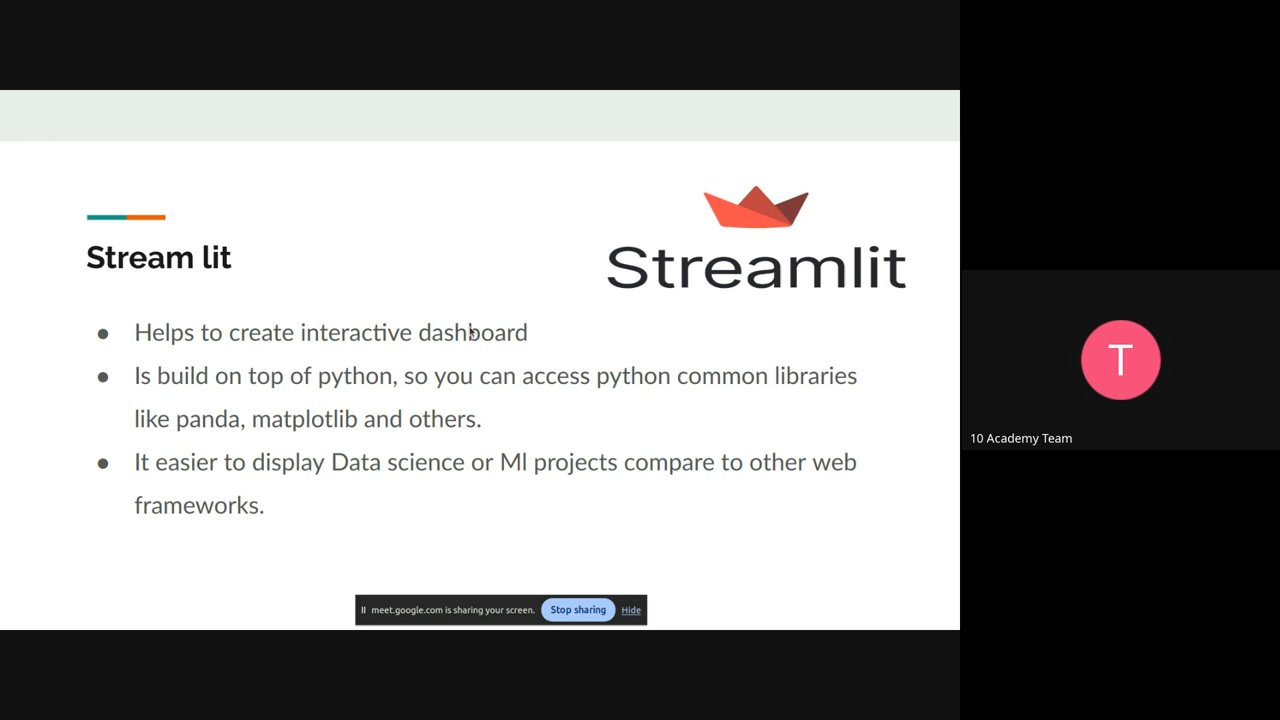 Streamlit
Stream lit
● Helps to create interactive dashboard
● Is build on top of python, so you can access python common libraries
like panda, matplotlib and others.
● It easier to display Data science or Ml projects compare to other web
frameworks.
meet.google.com is sharing your screen. Stop sharing Hide
T
10 Academy Team